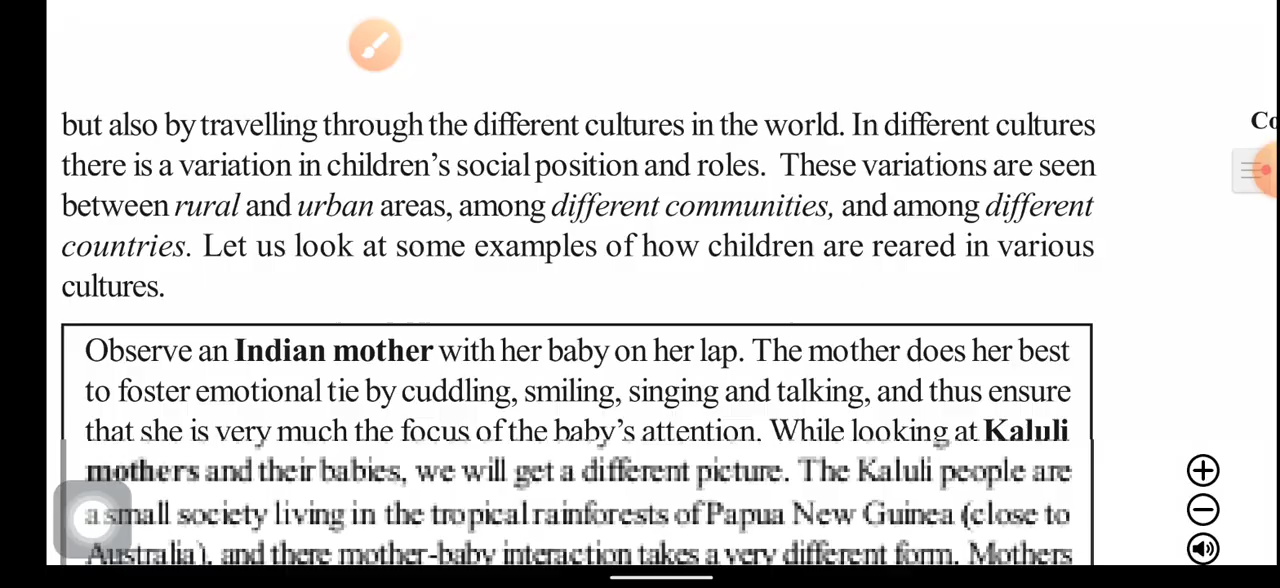 but also by travelling through the different cultures in the world. In different cultures
Co
there is a variation in children's social position and roles. These variations are seen
between rural and urban areas, among different communities, and among different
countries. Let us look at some examples of how children are reared in various
cultures.
Observe an Indian mother with her baby on her lap. The mother does her best
to foster emotional tie by cuddling, smiling, singing and talking, and thus ensure
that she is very much the focus of the baby's attention. While looking at Kaluli
mothers and their babies, we will get a different picture. The Kaluli people are
a small society living in the tropical rainforests of Papua New Guinea (close to
Australia), and there mother-baby interaction takes a very different form. Mothers